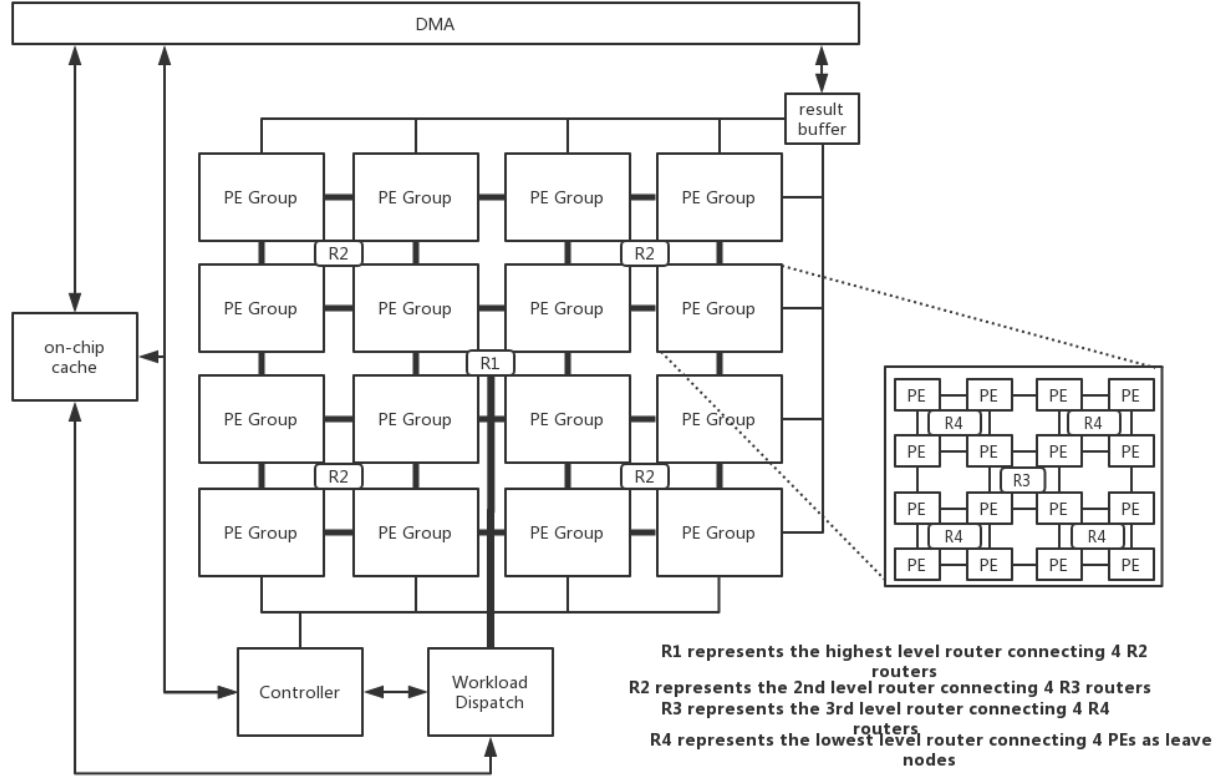 DMA
result
buffer
PE Group PE Group PE Group PE Group
R2 R2
PE Group PE Group PE Group PE Group
on-chip
cache
R1
PE Group PE Group PE Group PE Group
R2 R2
PE Group PE Group PE Group PE Group
PE PE PE PE
R4 R4
PE PE PE PE
R3
PE PE PE PE
R4 R4
PE PE PE PE
Controller
Workload
Dispatch
R1 represents the highest level router connecting 4 R2
routers
R2 represents the 2nd level router connecting 4 R3 routers
R3 represents the 3rd level router connecting 4 R4
routers
R4 represents the lowest level router connecting 4 PEs as leave
nodes